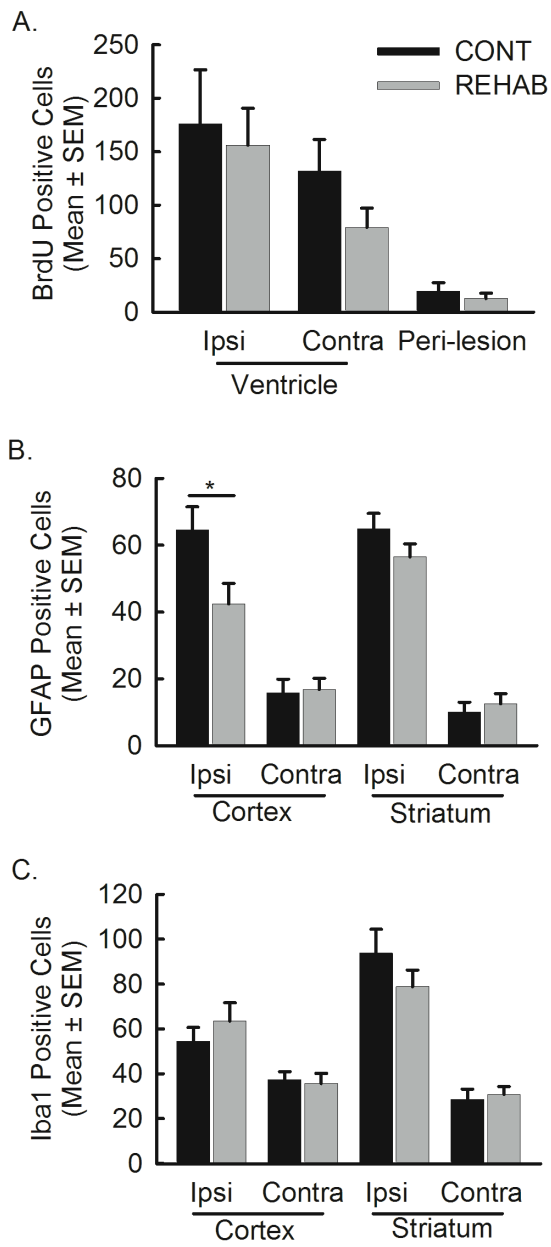 A.
BrdU Positive Cells
(Mean ± SEM)
250
200
150
100
50
0
CONT
REHAB
Ipsi Contra Peri-lesion
Ventricle
B.
GFAP Positive Cells
(Mean ± SEM)
80
60
40
20
0
*
Ipsi Contra Ipsi Contra
Cortex Striatum
C.
Iba1 Positive Cells
(Mean ± SEM)
120
100
80
60
40
20
0
Ipsi Contra Ipsi Contra
Cortex Striatum